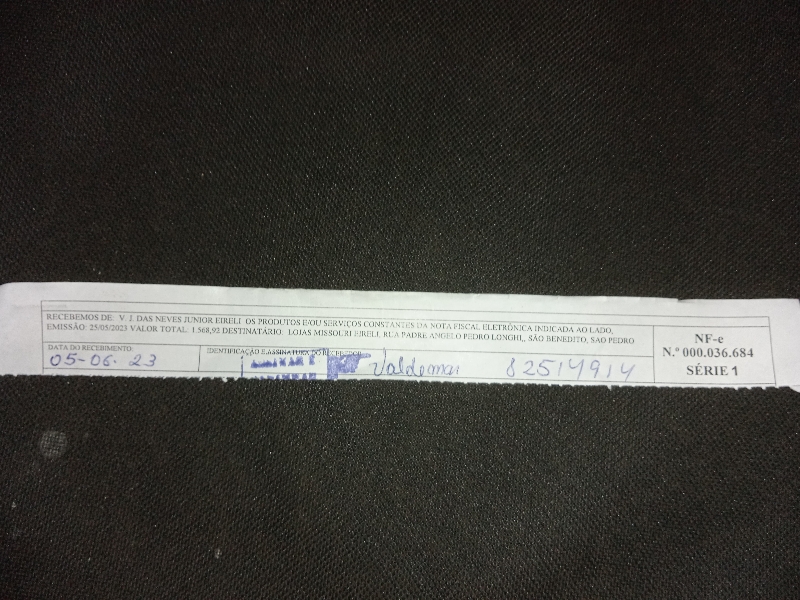 RECEBEMOS DE V. J. DAS NEVES JUNIOR EIRELI OS PRODUTOS E/OU SERVIÇOS CONSTANTES DA NOTA FISCAL ELETRÔNICA INDICADA AO LADO,
EMISSÃO: 25/05/2023 VALOR TOTAL: 1.568,92 DESTINATÁRIO: LOJAS MISSOURI EIRELI, RUA PADRE ANGELO PEDRO LONGHI,, SÃO BENEDITO, SAO PEDRO
NF-e
N.º 000.036.684
SÉRIE 1
DATA DO RECEBIMENTO:
05-06. 23
IDENTIFICAÇÃO E ASSINATURA DO RECEBEDOR
Valdemar 82514914